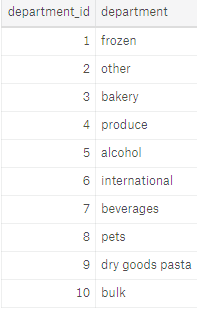 department_id department
1 frozen
2 other
3 bakery
4 produce
5 alcohol
6 international
7 beverages
8 pets
9 dry goods pasta
10 bulk